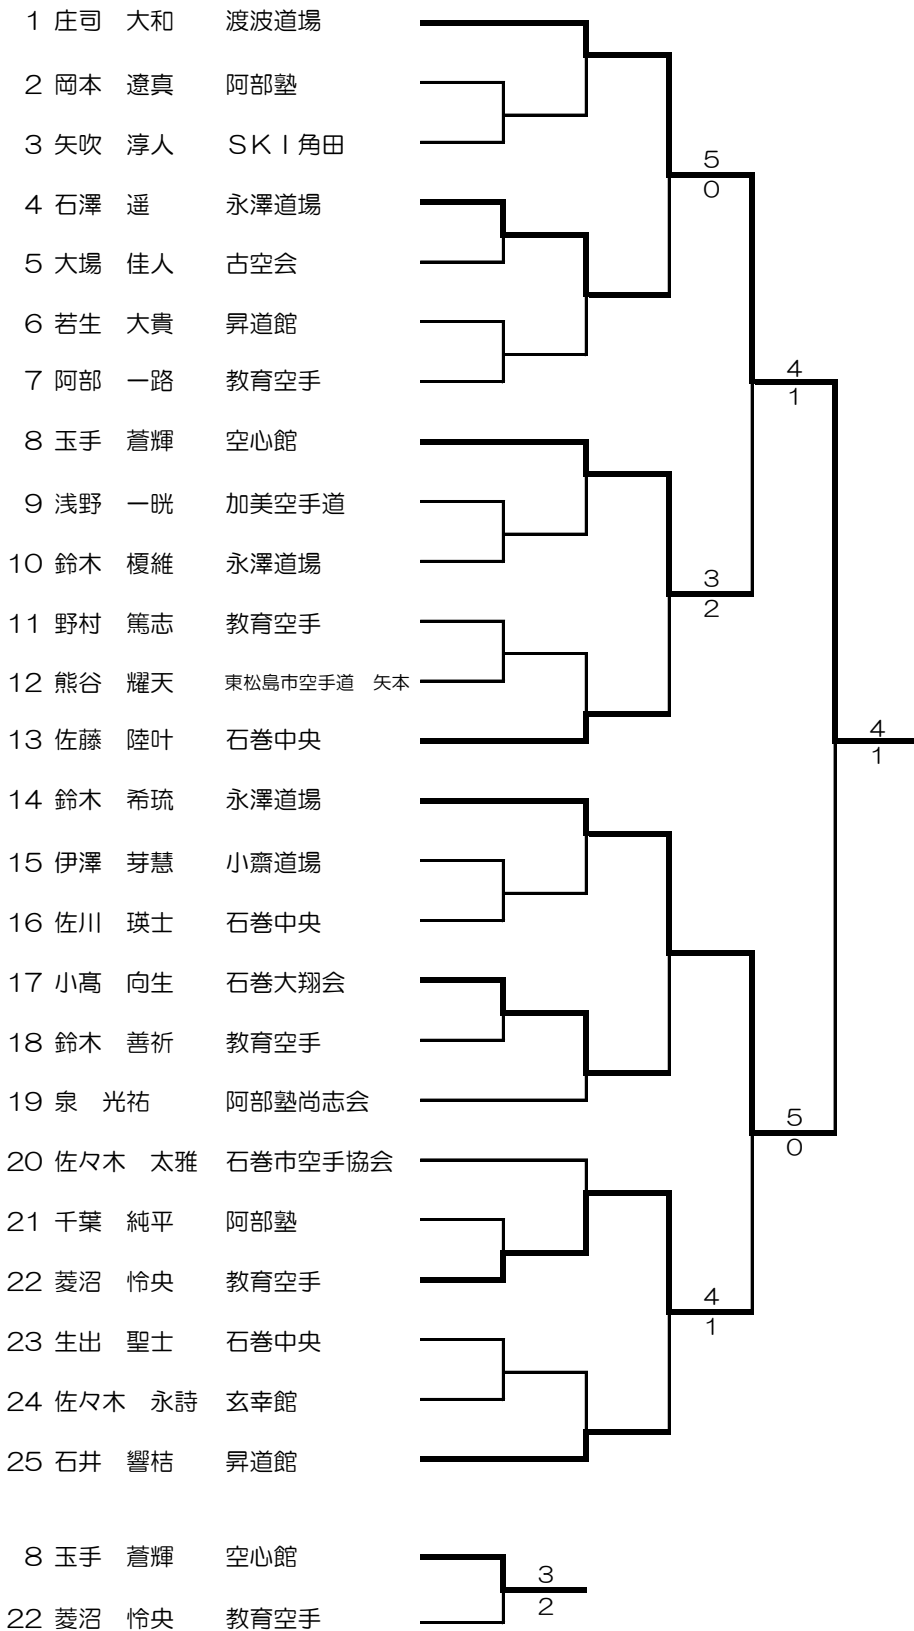 1 庄司　大和　渡波道場
2 岡本　遼真　阿部塾
3 矢吹　淳人　ＳＫＩ角田
5
0
4 石澤　遥　永澤道場
5 大場　佳人　古空会
6 若生　大貴　昇道館
7 阿部　一路　教育空手
4
1
8 玉手　蒼輝　空心館
9 浅野　一晄　加美空手道
10 鈴木　榎維　永澤道場
3
2
11 野村　篤志　教育空手
12 熊谷　耀天　東松島市空手道　矢本
13 佐藤　陸叶　石巻中央
4
1
14 鈴木　希琉　永澤道場
15 伊澤　芽慧　小齋道場
16 佐川　瑛士　石巻中央
17 小髙　向生　石巻大翔会
18 鈴木　善祈　教育空手
19 泉　光祐　阿部塾尚志会
5
0
20 佐々木　太雅　石巻市空手協会
21 千葉　純平　阿部塾
22 菱沼　怜央　教育空手
4
1
23 生出　聖士　石巻中央
24 佐々木　永詩　玄幸館
25 石井　響桔　昇道館
8 玉手　蒼輝　空心館
3
2
22 菱沼　怜央　教育空手